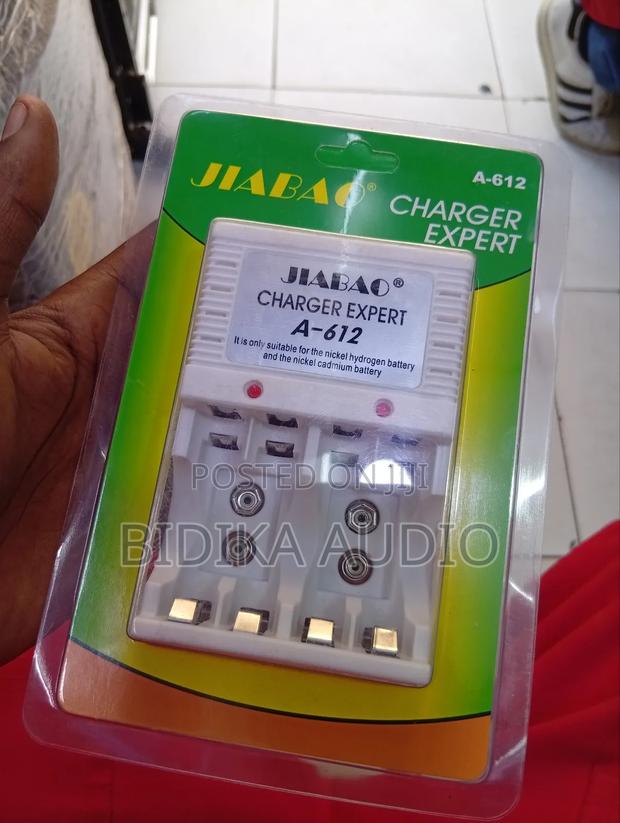 JIABAO®
A-612
CHARGER
EXPERT
JIABAO®
CHARGER EXPERT
A-612
It is only suitable for the nickel hydrogen battery
and the nickel cadmium battery
POSTED ON JIJI
BIDIKA AUDIO